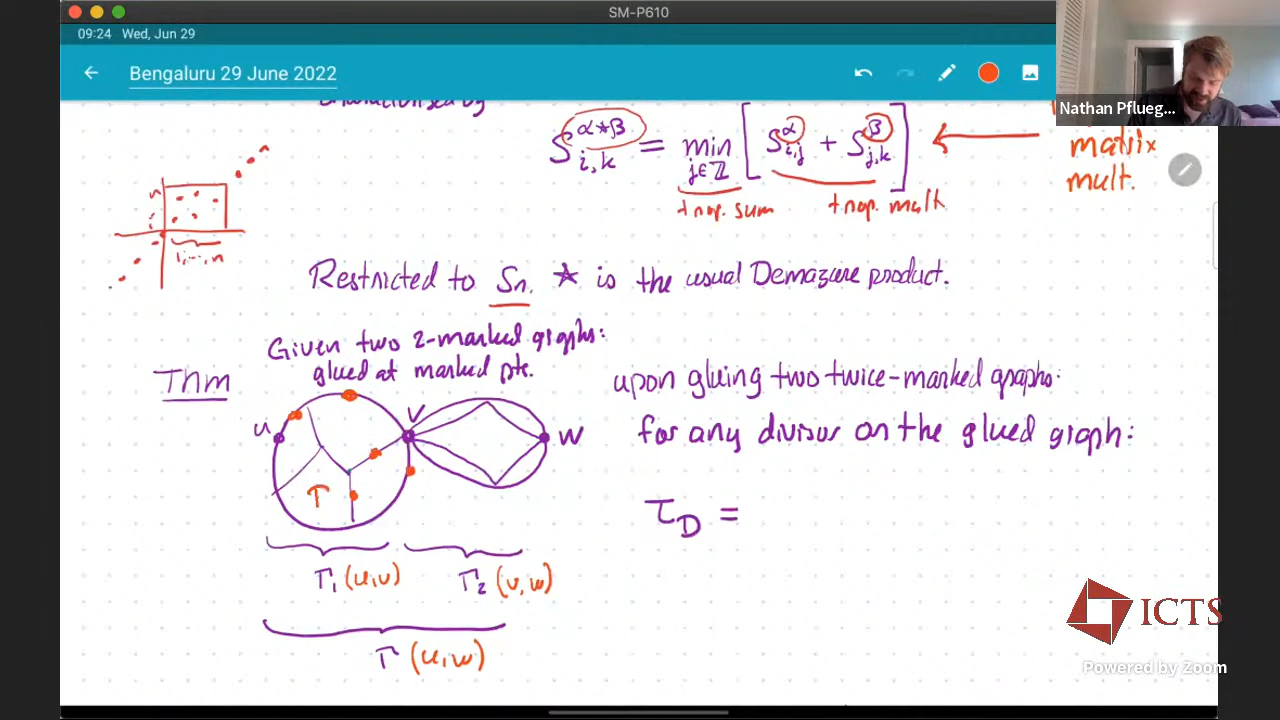 SM-P610
09:24 Wed, Jun 29
Bengaluru 29 June 2022
Nathan Pflueg...
S^{α★β}_{i,k} = min_{j∈ℤ} [ S^{α}_{i,j} + S^{β}_{j,k} ]
matrix
mult.
trop. sum
trop. mult
n
1...n
Restricted to Sn, ★ is the usual Demazure product.
Thm
Given two 2-marked graphs:
glued at marked pts.
upon gluing two twice-marked graphs.
for any divisor on the glued graph:
u
v
w
τ_D =
Γ₁ (u,v)
Γ₂ (v,w)
Γ (u,w)
ICTS
Powered by Zoom